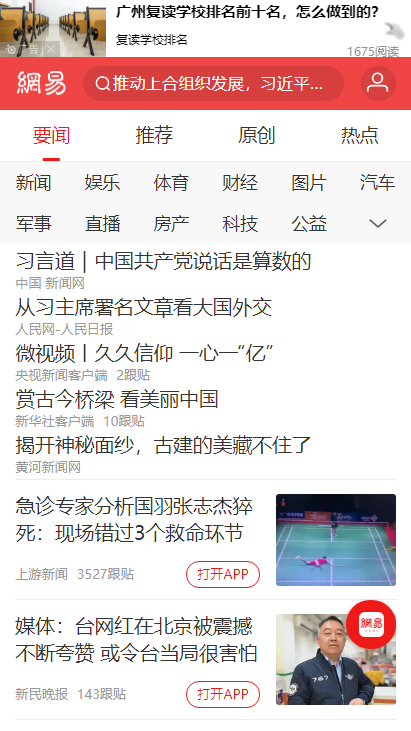 广州复读学校排名前十名，怎么做到的？
复读学校排名
广告
1675阅读
網易
推动上合组织发展，习近平...
要闻 推荐 原创 热点
新闻 娱乐 体育 财经 图片 汽车
军事 直播 房产 科技 公益
习言道｜中国共产党说话是算数的
中国 新闻网
从习主席署名文章看大国外交
人民网-人民日报
微视频丨久久信仰 一心一“亿”
央视新闻客户端 2跟贴
赏古今桥梁 看美丽中国
新华社客户端 10跟贴
揭开神秘面纱，古建的美藏不住了
黄河新闻网
急诊专家分析国羽张志杰猝
死：现场错过3个救命环节
上游新闻 3527跟贴 打开APP
媒体：台网红在北京被震撼
不断夸赞 或令台当局很害怕
新民晚报 143跟贴 打开APP
網易
767